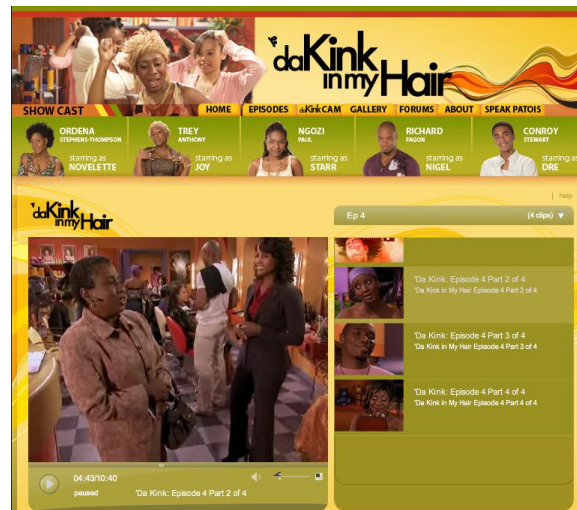 'da Kink
in my Hair
SHOW CAST
HOME
EPISODES
daKinkCAM
GALLERY
FORUMS
ABOUT
SPEAK PATOIS
ORDENA
STEPHENS-THOMPSON
starring as
NOVELETTE
TREY
ANTHONY
starring as
JOY
NGOZI
PAUL
starring as
STARR
RICHARD
FAGON
starring as
NIGEL
CONROY
STEWART
starring as
DRE
| help
'da Kink
in my Hair
Ep 4
(4 clips)
'Da Kink: Episode 4 Part 2 of 4
'Da Kink in My Hair Episode 4 Part 2 of 4
'Da Kink: Episode 4 Part 3 of 4
'Da Kink in My Hair Episode 4 Part 3 of 4
'Da Kink: Episode 4 Part 4 of 4
'Da Kink in My Hair Episode 4 Part 4 of 4
04:43/10:40
paused
'Da Kink: Episode 4 Part 2 of 4